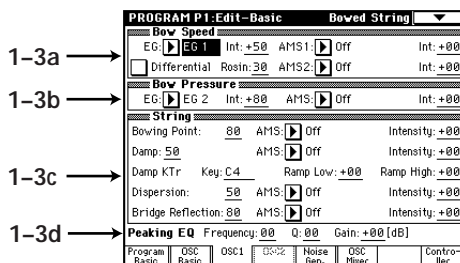 PROGRAM P1:Edit-Basic Bowed String
Bow Speed
1-3a
EG: EG 1 Int:+50 AMS1: Off Int:+00
Differential Rosin:30 AMS2: Off Int:+00
Bow Pressure
1-3b
EG: EG 2 Int:+80 AMS: Off Int:+00
String
Bowing Point: 80 AMS: Off Intensity:+00
Damp:50 AMS: Off Intensity:+00
1-3c
Damp KTr Key:C4 Ramp Low:+00 Ramp High:+00
Dispersion: 50 AMS: Off Intensity:+00
Bridge Reflection:80 AMS: Off Intensity:+00
1-3d
Peaking EQ Frequency:00 Q:00 Gain:+00[dB]
Program Basic OSC Basic OSC1 OSC2 Noise Gen. OSC Mixer Contro-ller